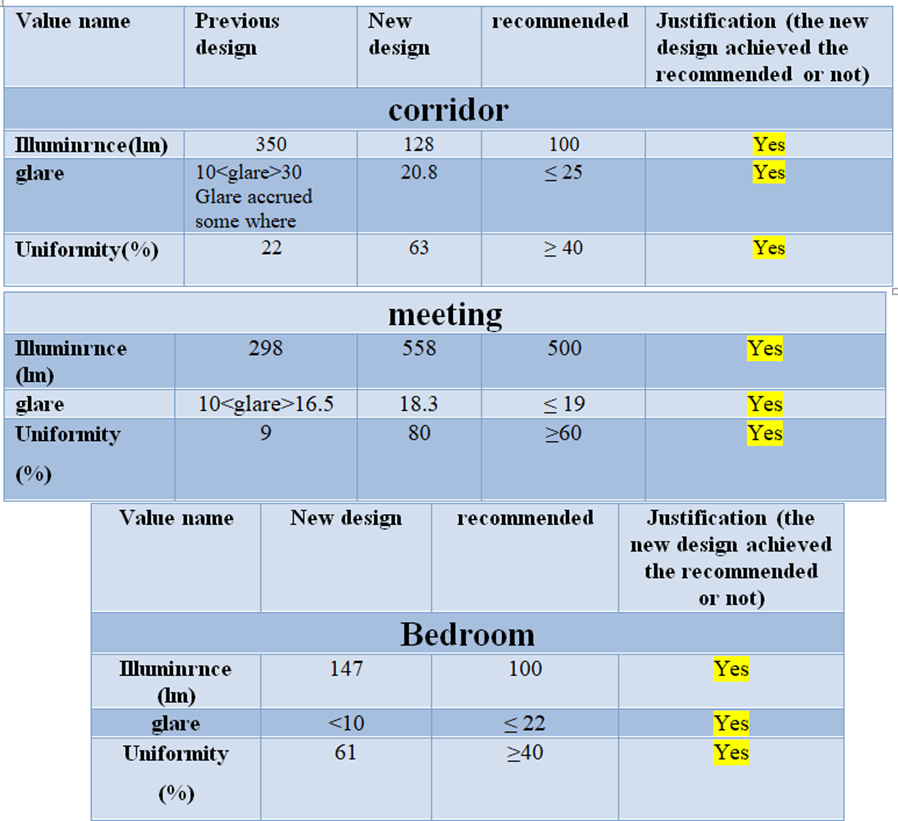 Value name Previous design New design recommended Justification (the new design achieved the recommended or not)
corridor
Illuminrnce(lm) 350 128 100 Yes
glare 10<glare>30 Glare accrued some where 20.8 ≤ 25 Yes
Uniformity(%) 22 63 ≥ 40 Yes
meeting
Illuminrnce (lm) 298 558 500 Yes
glare 10<glare>16.5 18.3 ≤ 19 Yes
Uniformity (%) 9 80 ≥60 Yes
Value name New design recommended Justification (the new design achieved the recommended or not)
Bedroom
Illuminrnce (lm) 147 100 Yes
glare <10 ≤ 22 Yes
Uniformity (%) 61 ≥40 Yes